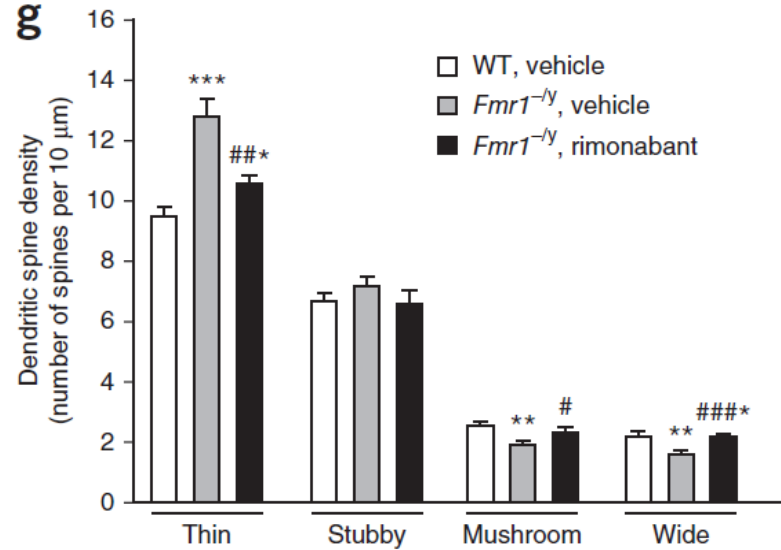 g
16
14
12
10
8
6
4
2
0
Dendritic spine density
(number of spines per 10 μm)
WT, vehicle
Fmr1⁻/ʸ, vehicle
Fmr1⁻/ʸ, rimonabant
***
##*
**
#
**
###*
Thin
Stubby
Mushroom
Wide